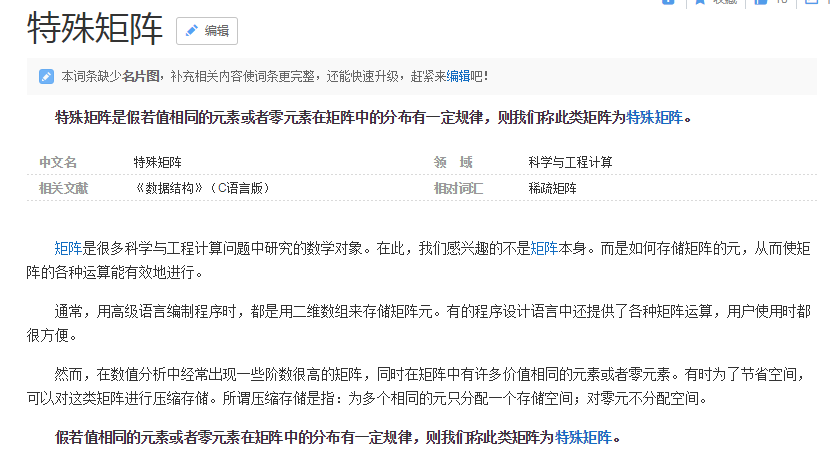 特殊矩阵 编辑
本词条缺少名片图，补充相关内容使词条更完整，还能快速升级，赶紧来编辑吧！
特殊矩阵是假若值相同的元素或者零元素在矩阵中的分布有一定规律，则我们称此类矩阵为特殊矩阵。
中文名 特殊矩阵 领 域 科学与工程计算
相关文献 《数据结构》（C语言版） 相对词汇 稀疏矩阵
矩阵是很多科学与工程计算问题中研究的数学对象。在此，我们感兴趣的不是矩阵本身。而是如何存储矩阵的元，从而使矩
阵的各种运算能有效地进行。
通常，用高级语言编制程序时，都是用二维数组来存储矩阵元。有的程序设计语言中还提供了各种矩阵运算，用户使用时都
很方便。
然而，在数值分析中经常出现一些阶数很高的矩阵，同时在矩阵中有许多价值相同的元素或者零元素。有时为了节省空间，
可以对这类矩阵进行压缩存储。所谓压缩存储是指：为多个相同的元只分配一个存储空间；对零元不分配空间。
假若值相同的元素或者零元素在矩阵中的分布有一定规律，则我们称此类矩阵为特殊矩阵。